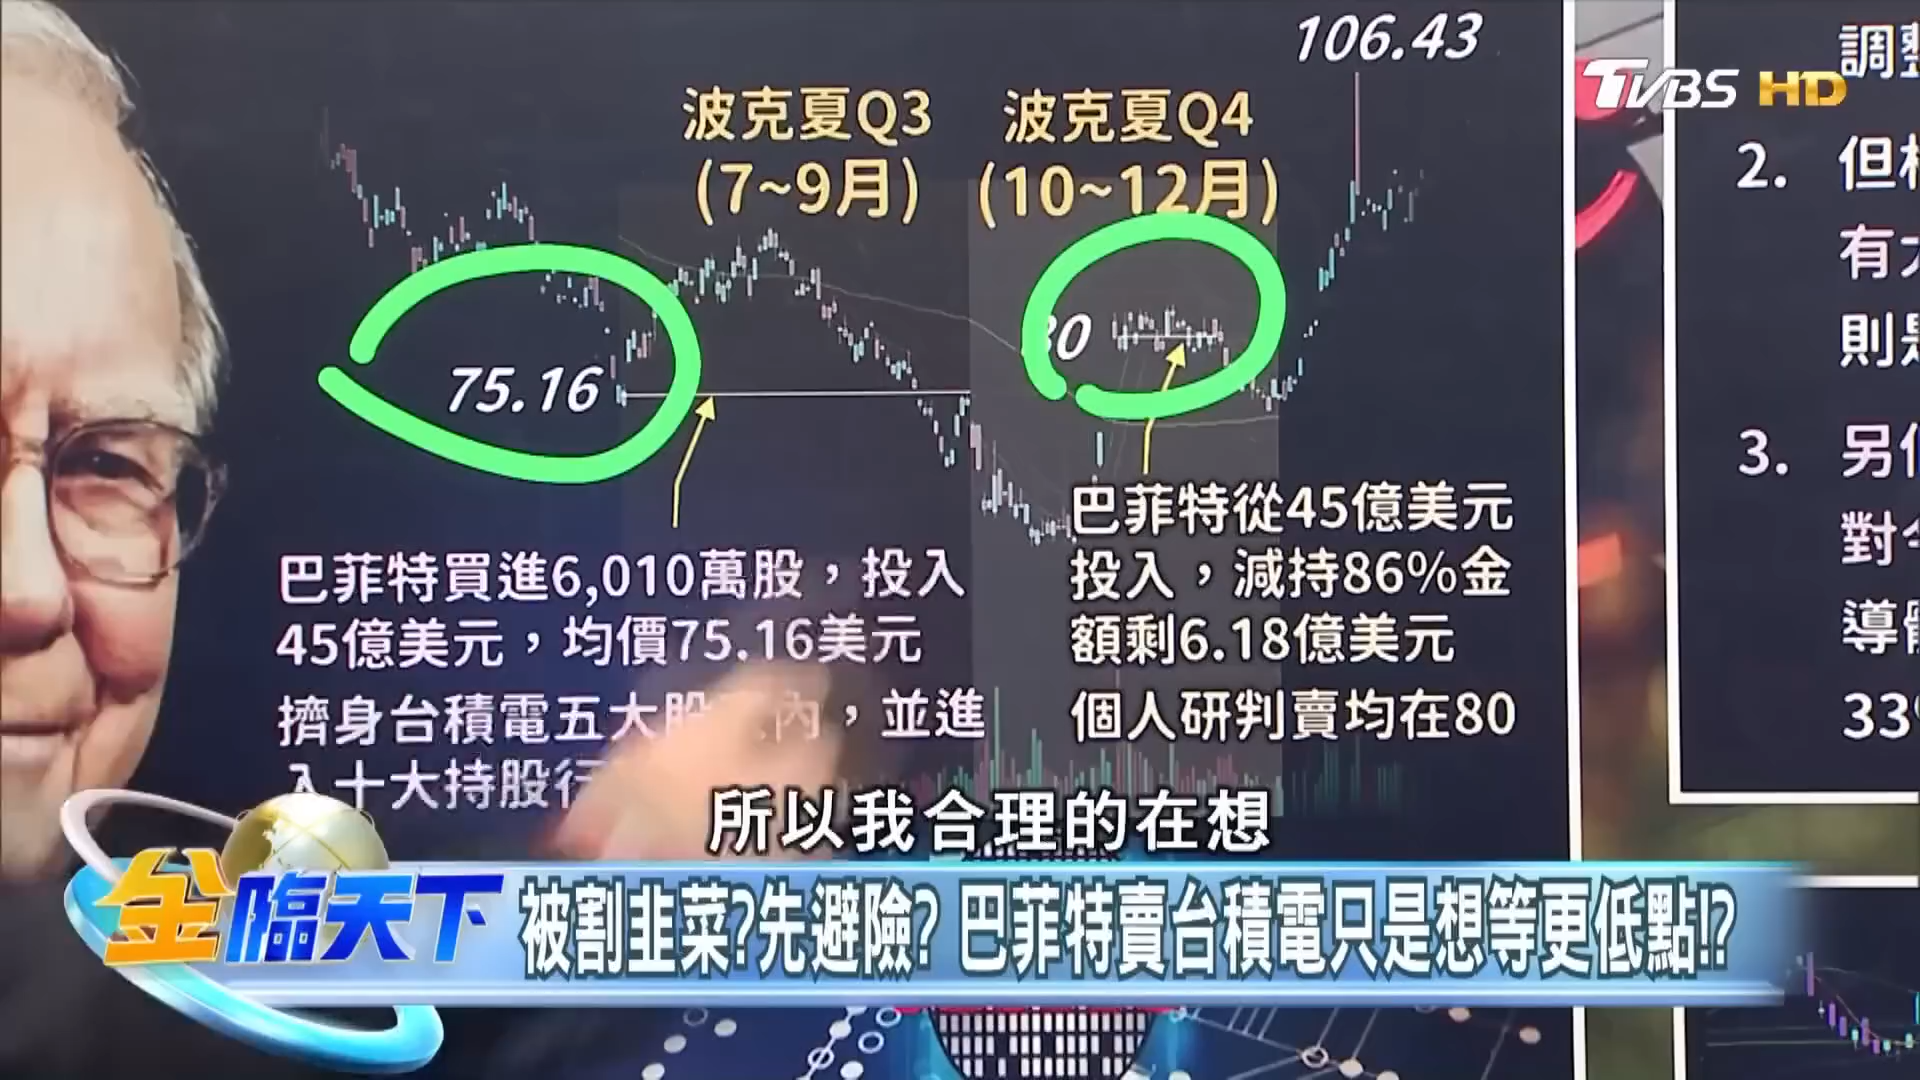 106.43
TVBS HD
波克夏Q3
(7~9月)
波克夏Q4
(10~12月)
75.16
80
巴菲特買進6,010萬股，投入
45億美元，均價75.16美元
擠身台積電五大股 內，並進
入十大持股行
巴菲特從45億美元
投入，減持86%金
額剩6.18億美元
個人研判賣均在80
調整
2. 但
有
則是
3. 另
對
導體
33%
所以我合理的在想
金臨天下
被割韭菜?先避險? 巴菲特賣台積電只是想等更低點!?